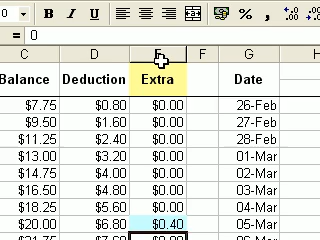 0 B I U $ % ,
= 0
C D E F G H
Balance Deduction Extra Date
$7.75 $0.80 $0.00 26-Feb
$9.50 $1.60 $0.00 27-Feb
$11.25 $2.40 $0.00 28-Feb
$13.00 $3.20 $0.00 01-Mar
$14.75 $4.00 $0.00 02-Mar
$16.50 $4.80 $0.00 03-Mar
$18.25 $5.60 $0.00 04-Mar
$20.00 $6.80 $0.40 05-Mar